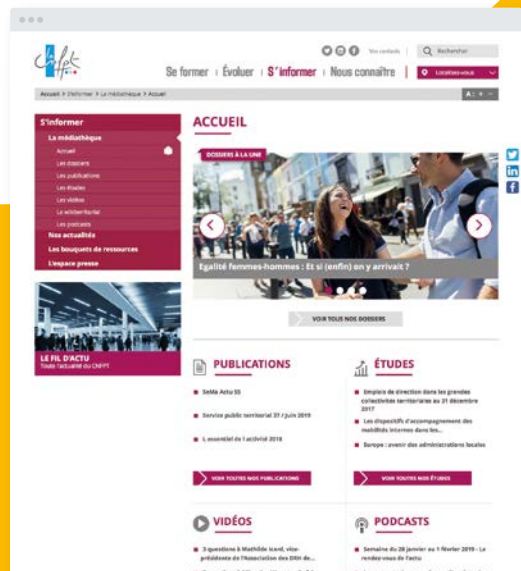 cnfpt
Vos contacts
Rechercher
Se former
Évoluer
S'informer
Nous connaître
Localisez-vous
Accueil > S'informer > La médiathèque > Accueil
A : + −
S'informer
La médiathèque
Accueil
Les dossiers
Les publications
Les études
Les vidéos
Le wikiterritorial
Les podcasts
Nos actualités
Les bouquets de ressources
L'espace presse
LE FIL D'ACTU
Toute l'actualité du CNFPT
ACCUEIL
DOSSIERS À LA UNE
Egalité femmes-hommes : Et si (enfin) on y arrivait ?
VOIR TOUS NOS DOSSIERS
PUBLICATIONS
SeMa Actu 55
Service public territorial 37 / Juin 2019
L essentiel de l activité 2018
VOIR TOUTES NOS PUBLICATIONS
ÉTUDES
Emplois de direction dans les grandes
collectivités territoriales au 31 décembre
2017
Les dispositifs d'accompagnement des
mobilités internes dans les...
Europe : avenir des administrations locales
VOIR TOUTES NOS ÉTUDES
VIDÉOS
3 questions à Mathilde Icard, vice-
présidente de l'Association des DRH de...
PODCASTS
Semaine du 28 janvier au 1 février 2019 - Le
rendez-vous de l'actu